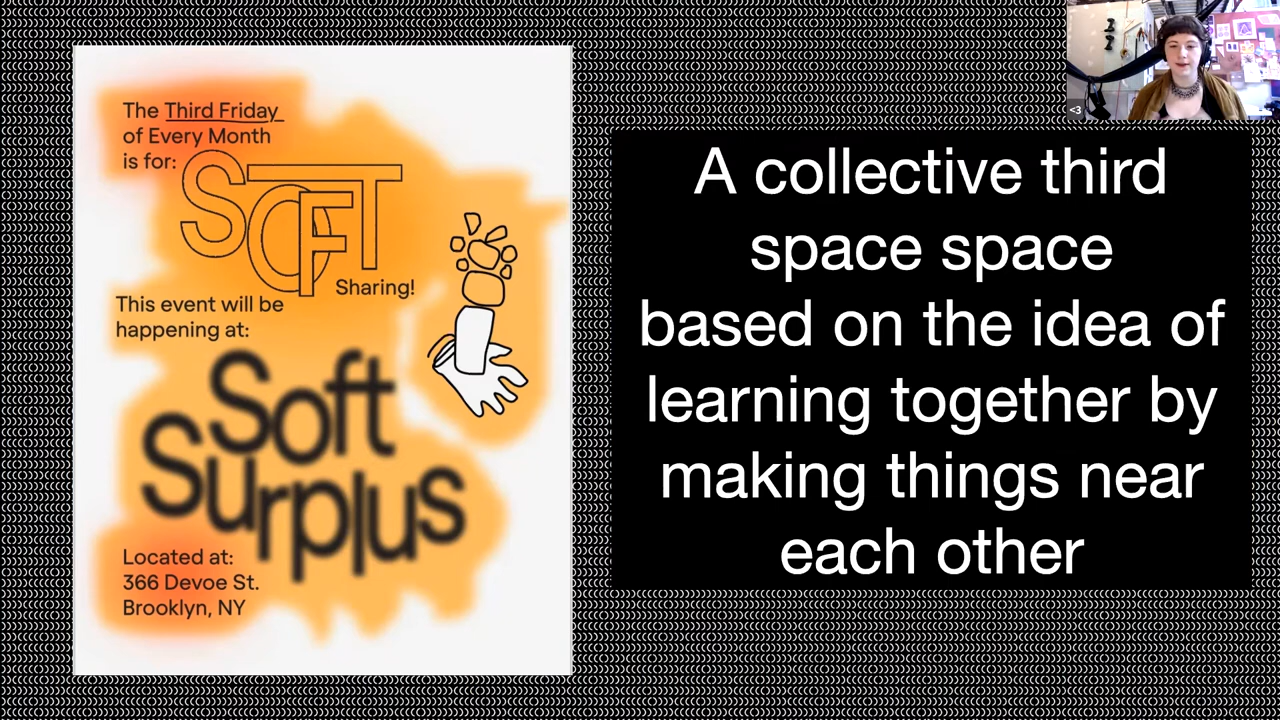 The Third Friday
of Every Month
is for:
SOFT
Sharing!
This event will be
happening at:
Soft
Surplus
Located at:
366 Devoe St.
Brooklyn, NY
<3
A collective third
space space
based on the idea of
learning together by
making things near
each other